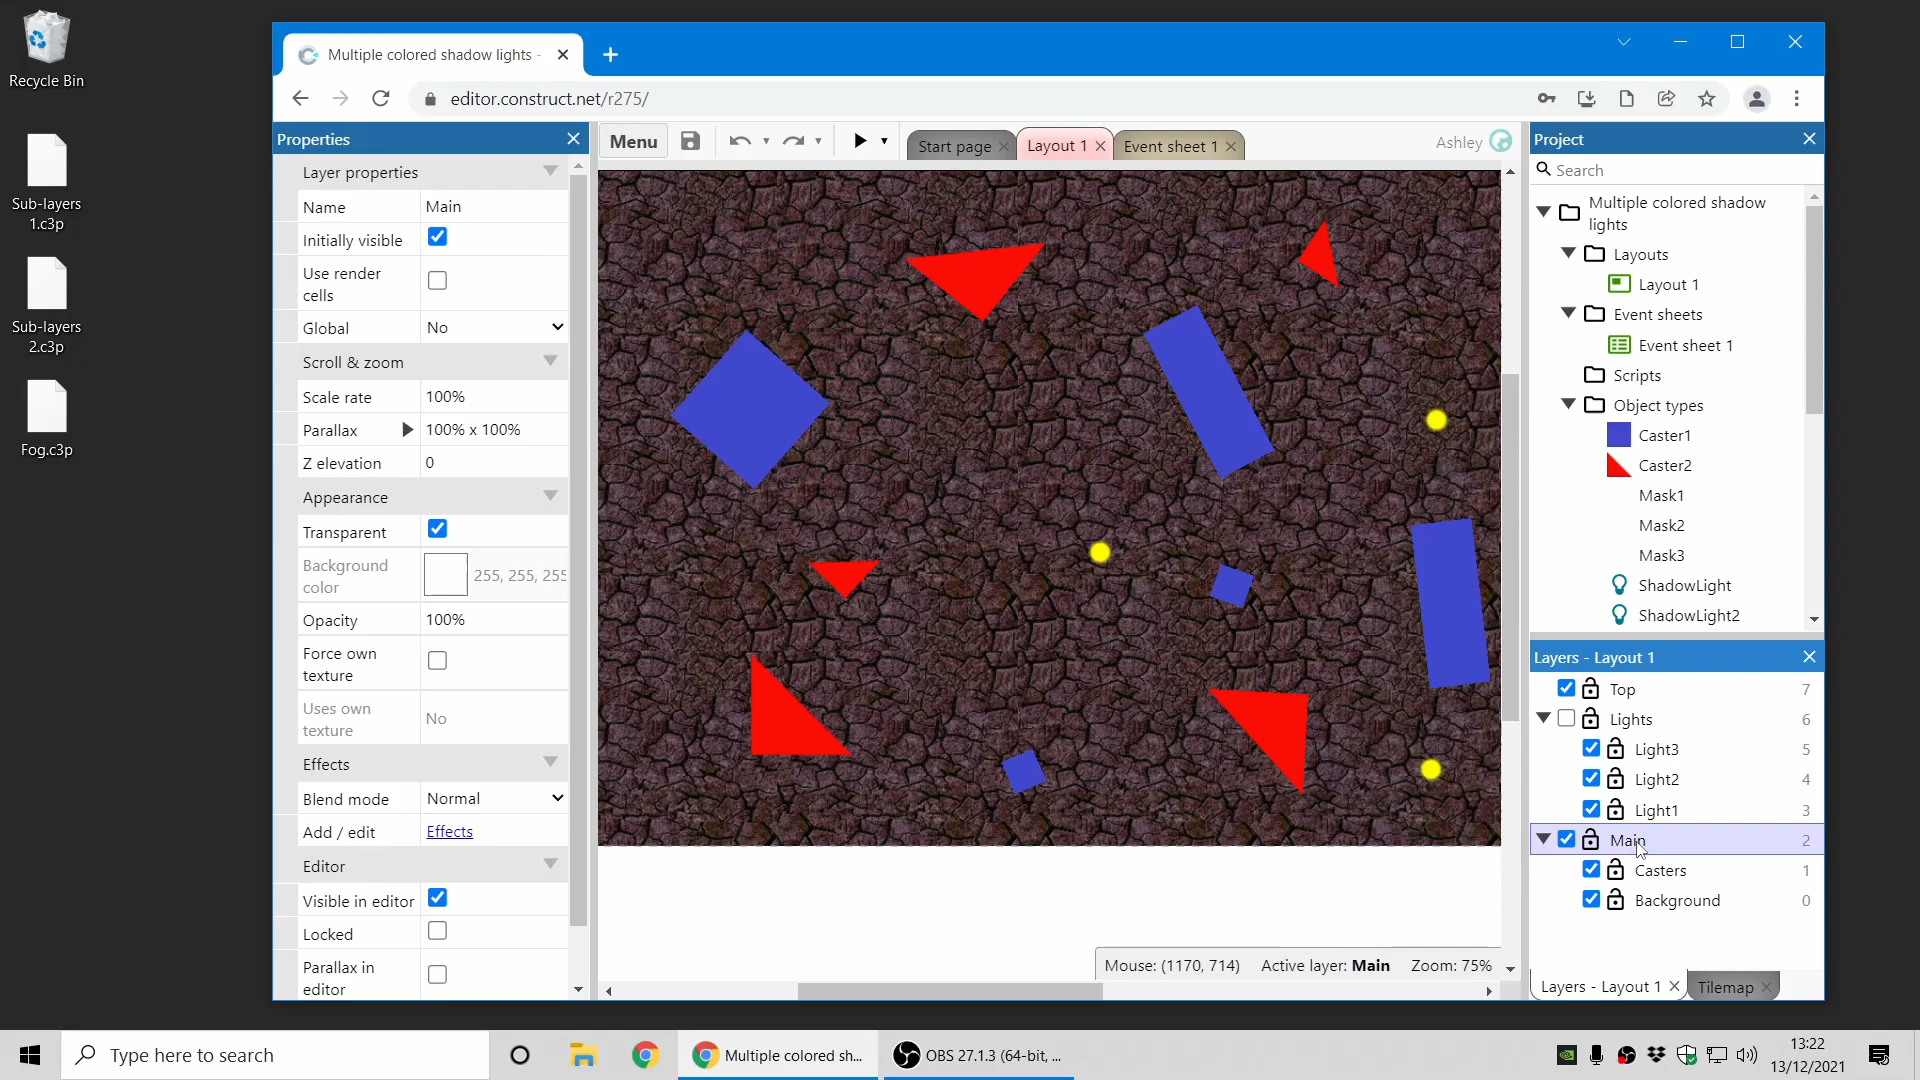 Recycle Bin
Sub-layers
1.c3p
Sub-layers
2.c3p
Fog.c3p
Multiple colored shadow lights -
editor.construct.net/r275/
Properties
Layer properties
Name
Main
Initially visible
Use render
cells
Global
No
Scroll & zoom
Scale rate
100%
Parallax
100% x 100%
Z elevation
0
Appearance
Transparent
Background
color
255, 255, 255
Opacity
100%
Force own
texture
Uses own
texture
No
Effects
Blend mode
Normal
Add / edit
Effects
Editor
Visible in editor
Locked
Parallax in
editor
Menu
Start page
Layout 1
Event sheet 1
Ashley
Mouse: (1170, 714)
Active layer: Main
Zoom: 75%
Project
Search
Multiple colored shadow
lights
Layouts
Layout 1
Event sheets
Event sheet 1
Scripts
Object types
Caster1
Caster2
Mask1
Mask2
Mask3
ShadowLight
ShadowLight2
Layers - Layout 1
Top 7
Lights 6
Light3 5
Light2 4
Light1 3
Main 2
Casters 1
Background 0
Layers - Layout 1
Tilemap
Type here to search
Multiple colored sh...
OBS 27.1.3 (64-bit, ...
13:22
13/12/2021